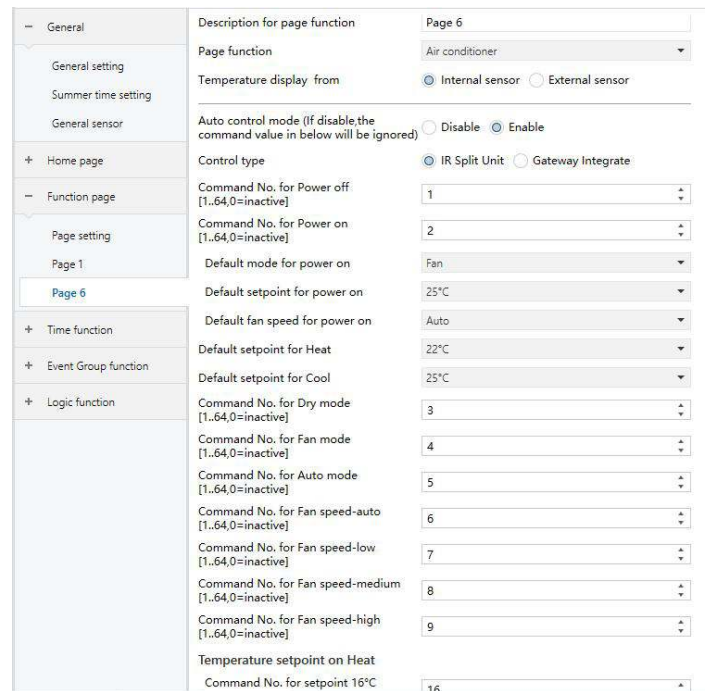 General
General setting
Summer time setting
General sensor
Home page
Function page
Page setting
Page 1
Page 6
Time function
Event Group function
Logic function
Description for page function Page 6
Page function Air conditioner
Temperature display from Internal sensor External sensor
Auto control mode (If disable,the
command value in below will be ignored) Disable Enable
Control type IR Split Unit Gateway Integrate
Command No. for Power off
[1..64,0=inactive] 1
Command No. for Power on
[1..64,0=inactive] 2
Default mode for power on Fan
Default setpoint for power on 25°C
Default fan speed for power on Auto
Default setpoint for Heat 22°C
Default setpoint for Cool 25°C
Command No. for Dry mode
[1..64,0=inactive] 3
Command No. for Fan mode
[1..64,0=inactive] 4
Command No. for Auto mode
[1..64,0=inactive] 5
Command No. for Fan speed-auto
[1..64,0=inactive] 6
Command No. for Fan speed-low
[1..64,0=inactive] 7
Command No. for Fan speed-medium
[1..64,0=inactive] 8
Command No. for Fan speed-high
[1..64,0=inactive] 9
Temperature setpoint on Heat
Command No. for setpoint 16°C 16